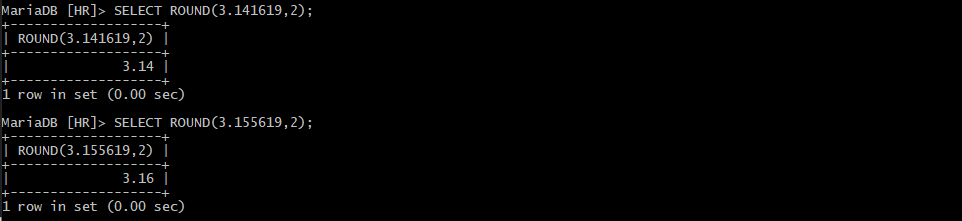 MariaDB [HR]> SELECT ROUND(3.141619,2);
+-------------------+
| ROUND(3.141619,2) |
+-------------------+
|              3.14 |
+-------------------+
1 row in set (0.00 sec)
MariaDB [HR]> SELECT ROUND(3.155619,2);
+-------------------+
| ROUND(3.155619,2) |
+-------------------+
|              3.16 |
+-------------------+
1 row in set (0.00 sec)